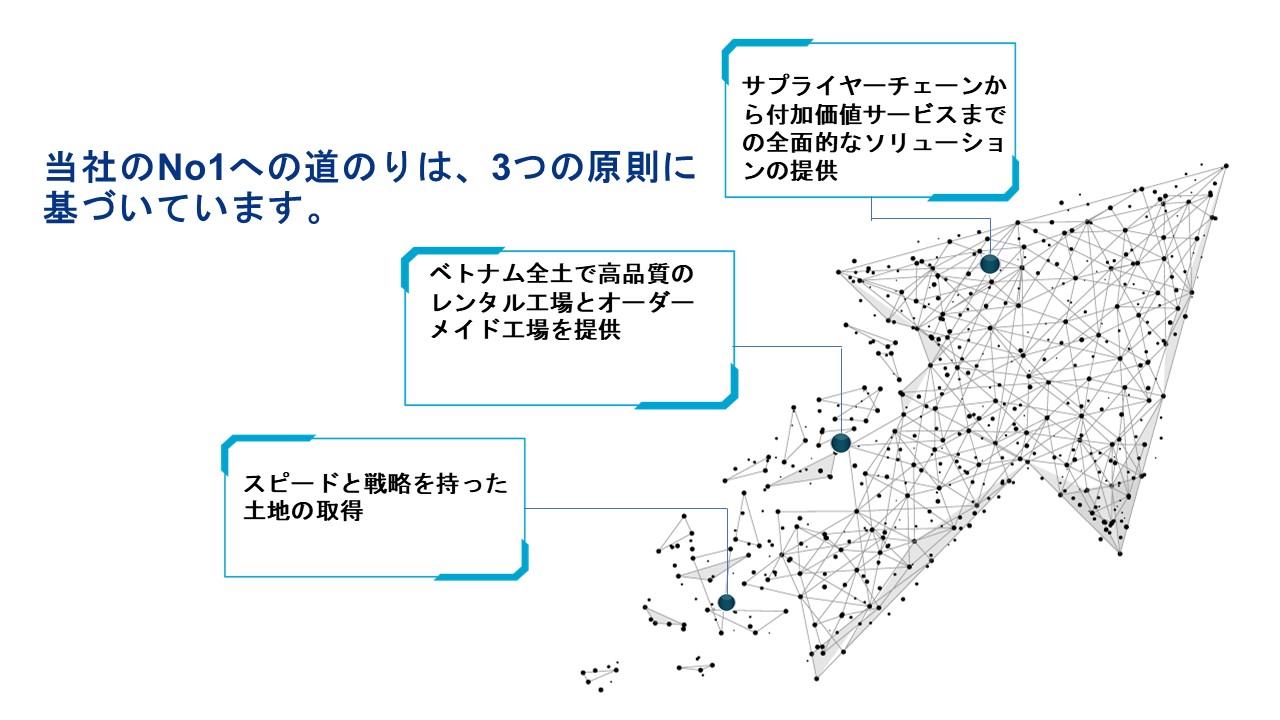 当社のNo1への道のりは、3つの原則に
基づいています。
サプライヤーチェーンか
ら付加価値サービスまで
の全面的なソリューショ
ンの提供
ベトナム全土で高品質の
レンタル工場とオーダー
メイド工場を提供
スピードと戦略を持った
土地の取得